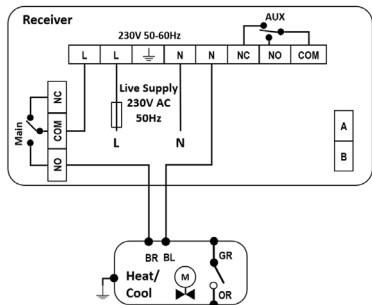 Receiver
AUX
230V 50-60Hz
L L N N NC NO COM
Live Supply
230V AC
50Hz
L N
Main
NC
COM
NO
A
B
BR BL GR
Heat/
Cool
M
OR